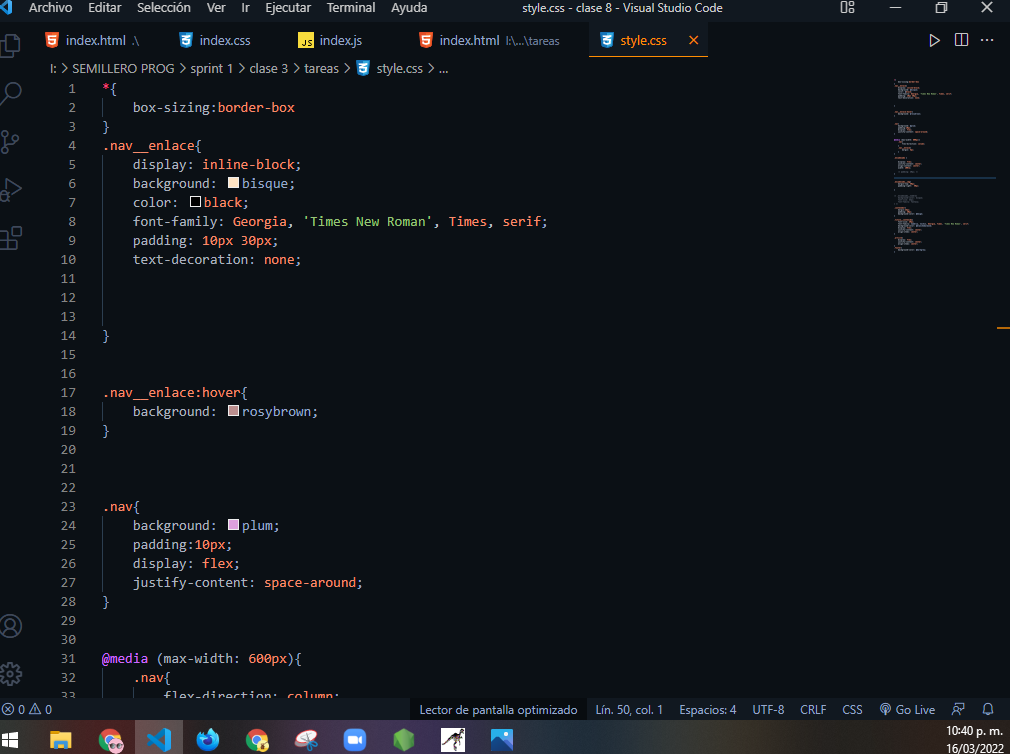 Archivo Editar Selección Ver Ir Ejecutar Terminal Ayuda style.css - clase 8 - Visual Studio Code
index.html .\ index.css JS index.js index.html I:\...\tareas style.css
I: > SEMILLERO PROG > sprint 1 > clase 3 > tareas > style.css > ...
1 *{
2 box-sizing:border-box
3 }
4 .nav__enlace{
5 display: inline-block;
6 background: bisque;
7 color: black;
8 font-family: Georgia, 'Times New Roman', Times, serif;
9 padding: 10px 30px;
10 text-decoration: none;
11
12
13
14 }
15
16
17 .nav__enlace:hover{
18 background: rosybrown;
19 }
20
21
22
23 .nav{
24 background: plum;
25 padding:10px;
26 display: flex;
27 justify-content: space-around;
28 }
29
30
31 @media (max-width: 600px){
32 .nav{
33 flex-direction: column;
0 0 Lector de pantalla optimizado Lín. 50, col. 1 Espacios: 4 UTF-8 CRLF CSS Go Live
10:40 p. m.
16/03/2022